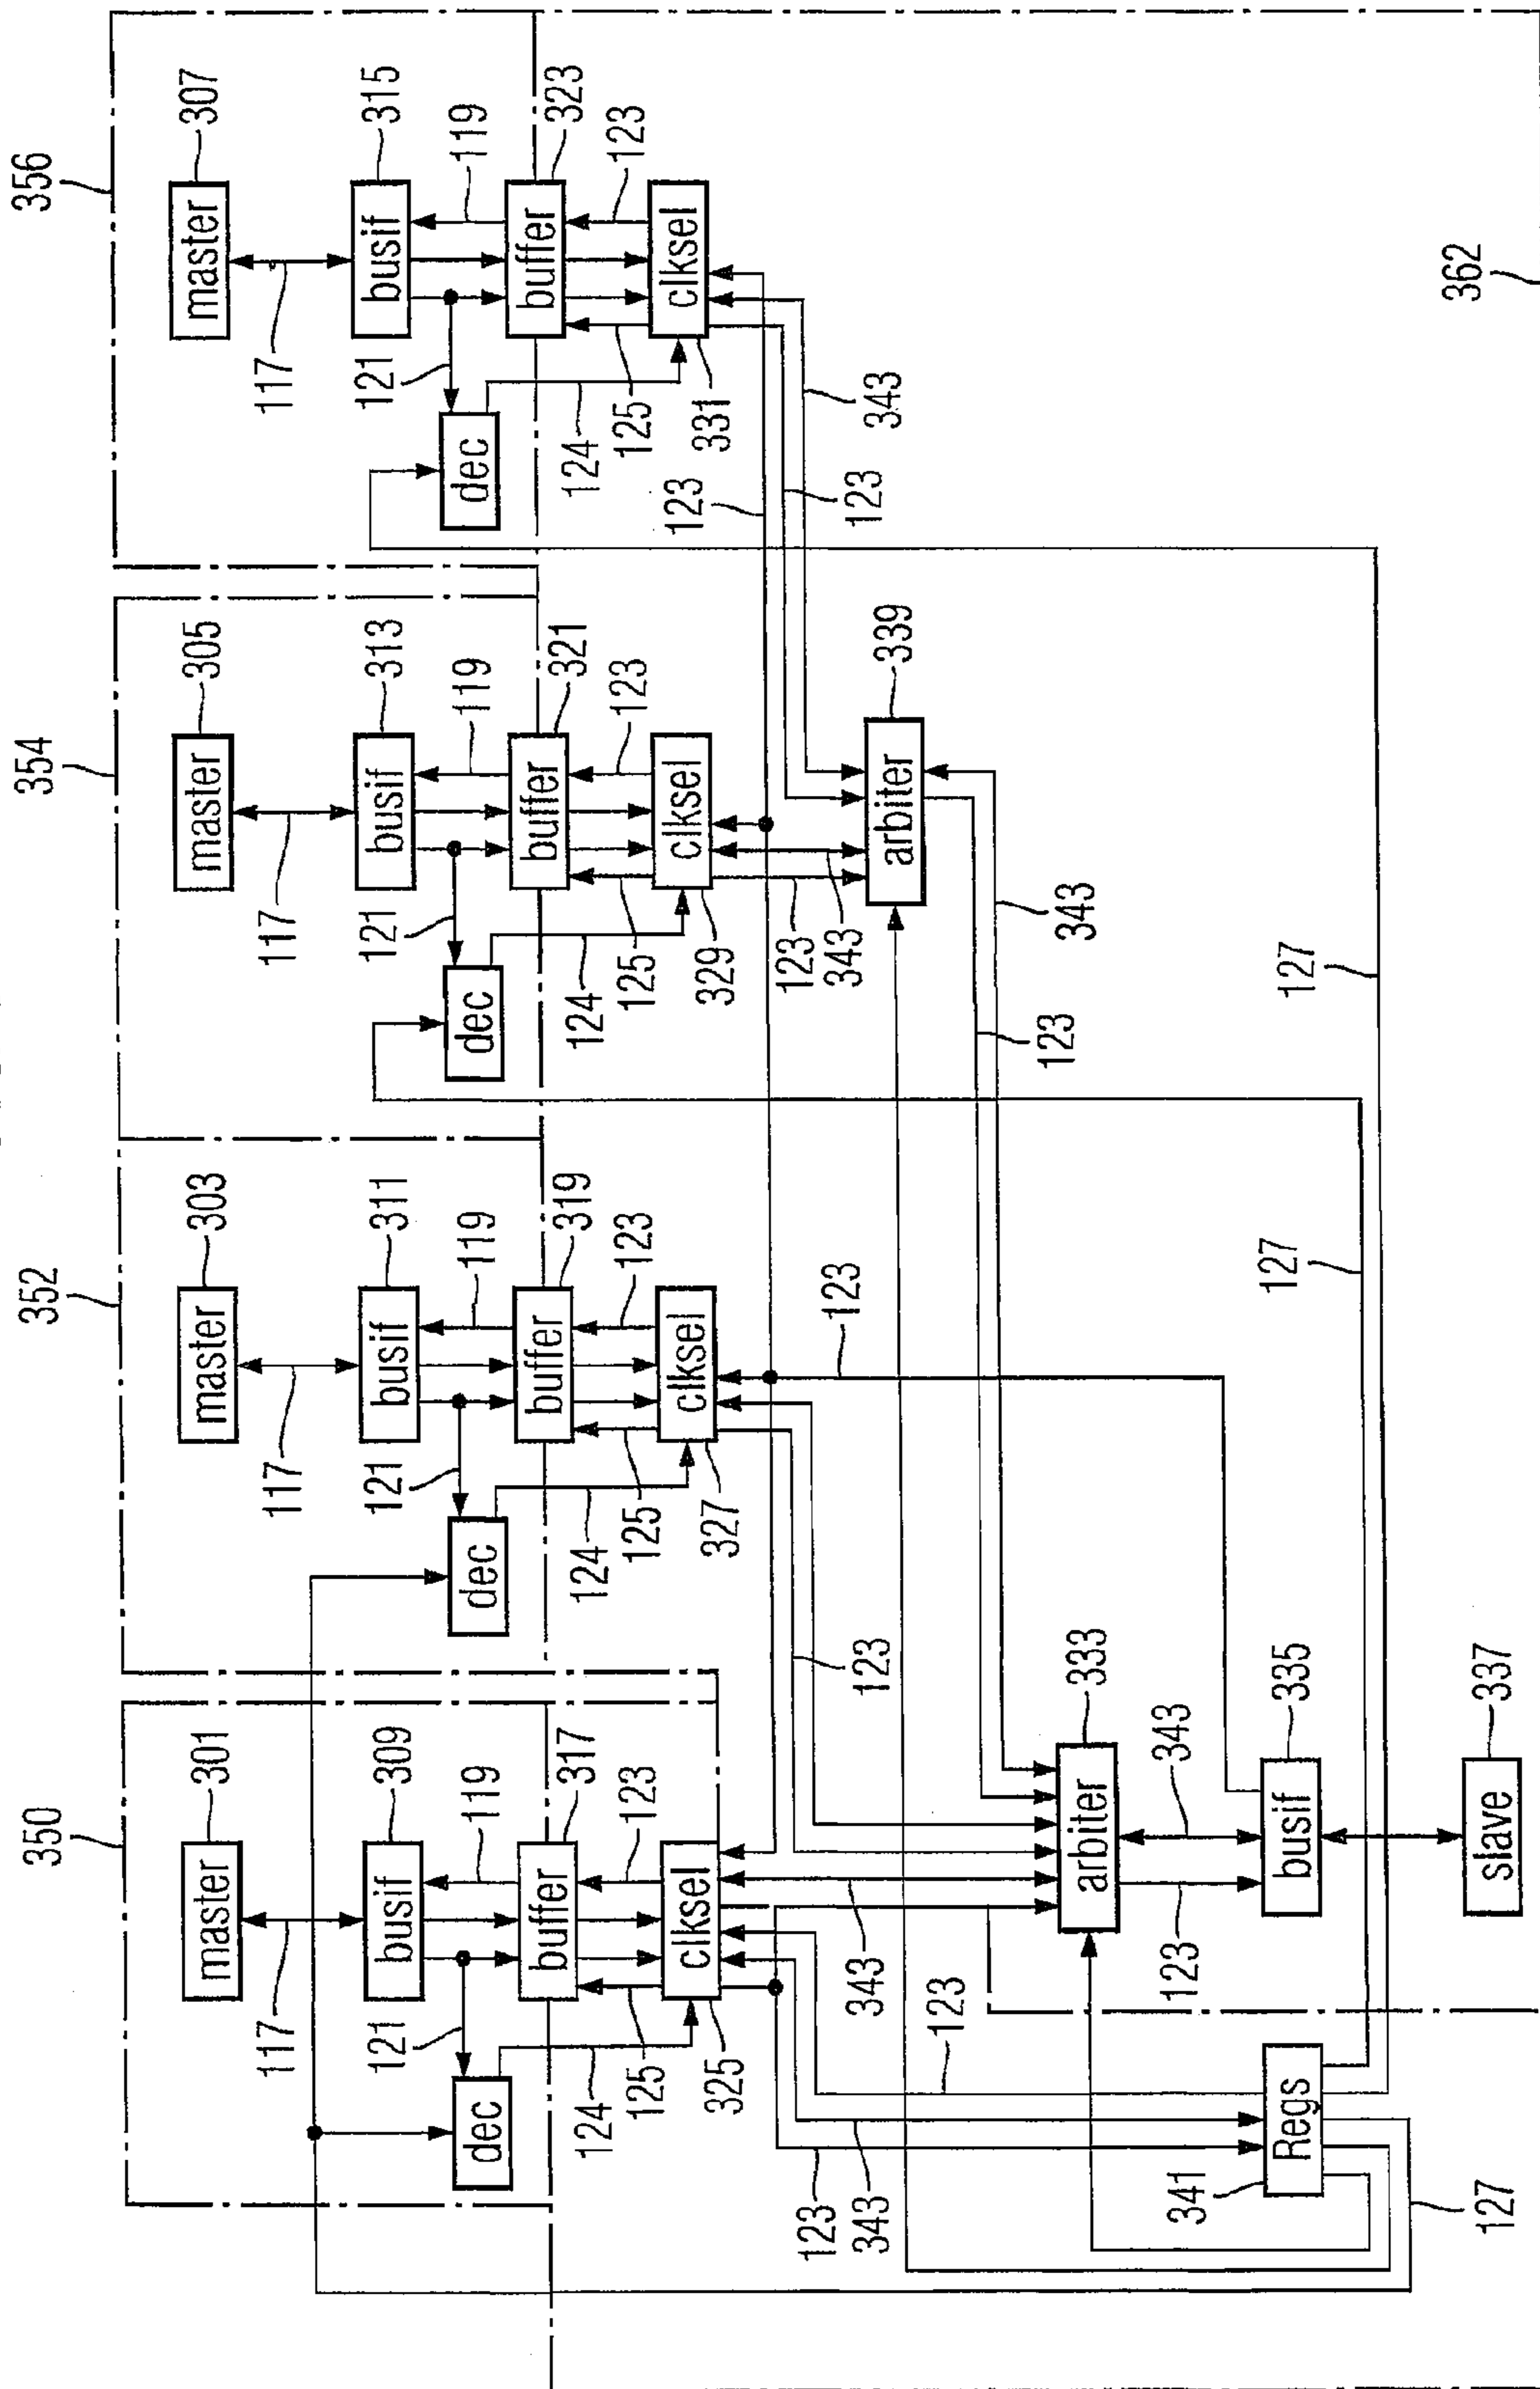 350
352
354
356
master
301
master
303
master
305
master
307
117
117
117
117
busif
309
busif
311
busif
313
busif
315
121
119
121
119
121
119
121
119
dec
dec
dec
dec
buffer
317
buffer
319
buffer
321
buffer
323
124
125
123
124
125
123
124
125
123
124
125
123
clksel
325
clksel
327
clksel
329
clksel
331
123
123
343
123
123
343
arbiter
339
123
343
343
123
123
123
343
123
343
arbiter
333
343
123
127
127
341
Regs
busif
335
127
slave
337
362